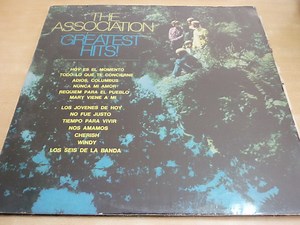 THE
ASSOCIATION
GREATEST
HITS!
HOY ES EL MOMENTO
TODO LO QUE TE CONCIERNE
ADIOS, COLUMBUS
NUNCA MI AMOR
REQUIEM PARA EL PUEBLO
MARY VIENE A MI
LOS JOVENES DE HOY
NO FUE JUSTO
TIEMPO PARA VIVIR
NOS AMAMOS
CHERISH
WINDY
LOS SEIS DE LA BANDA